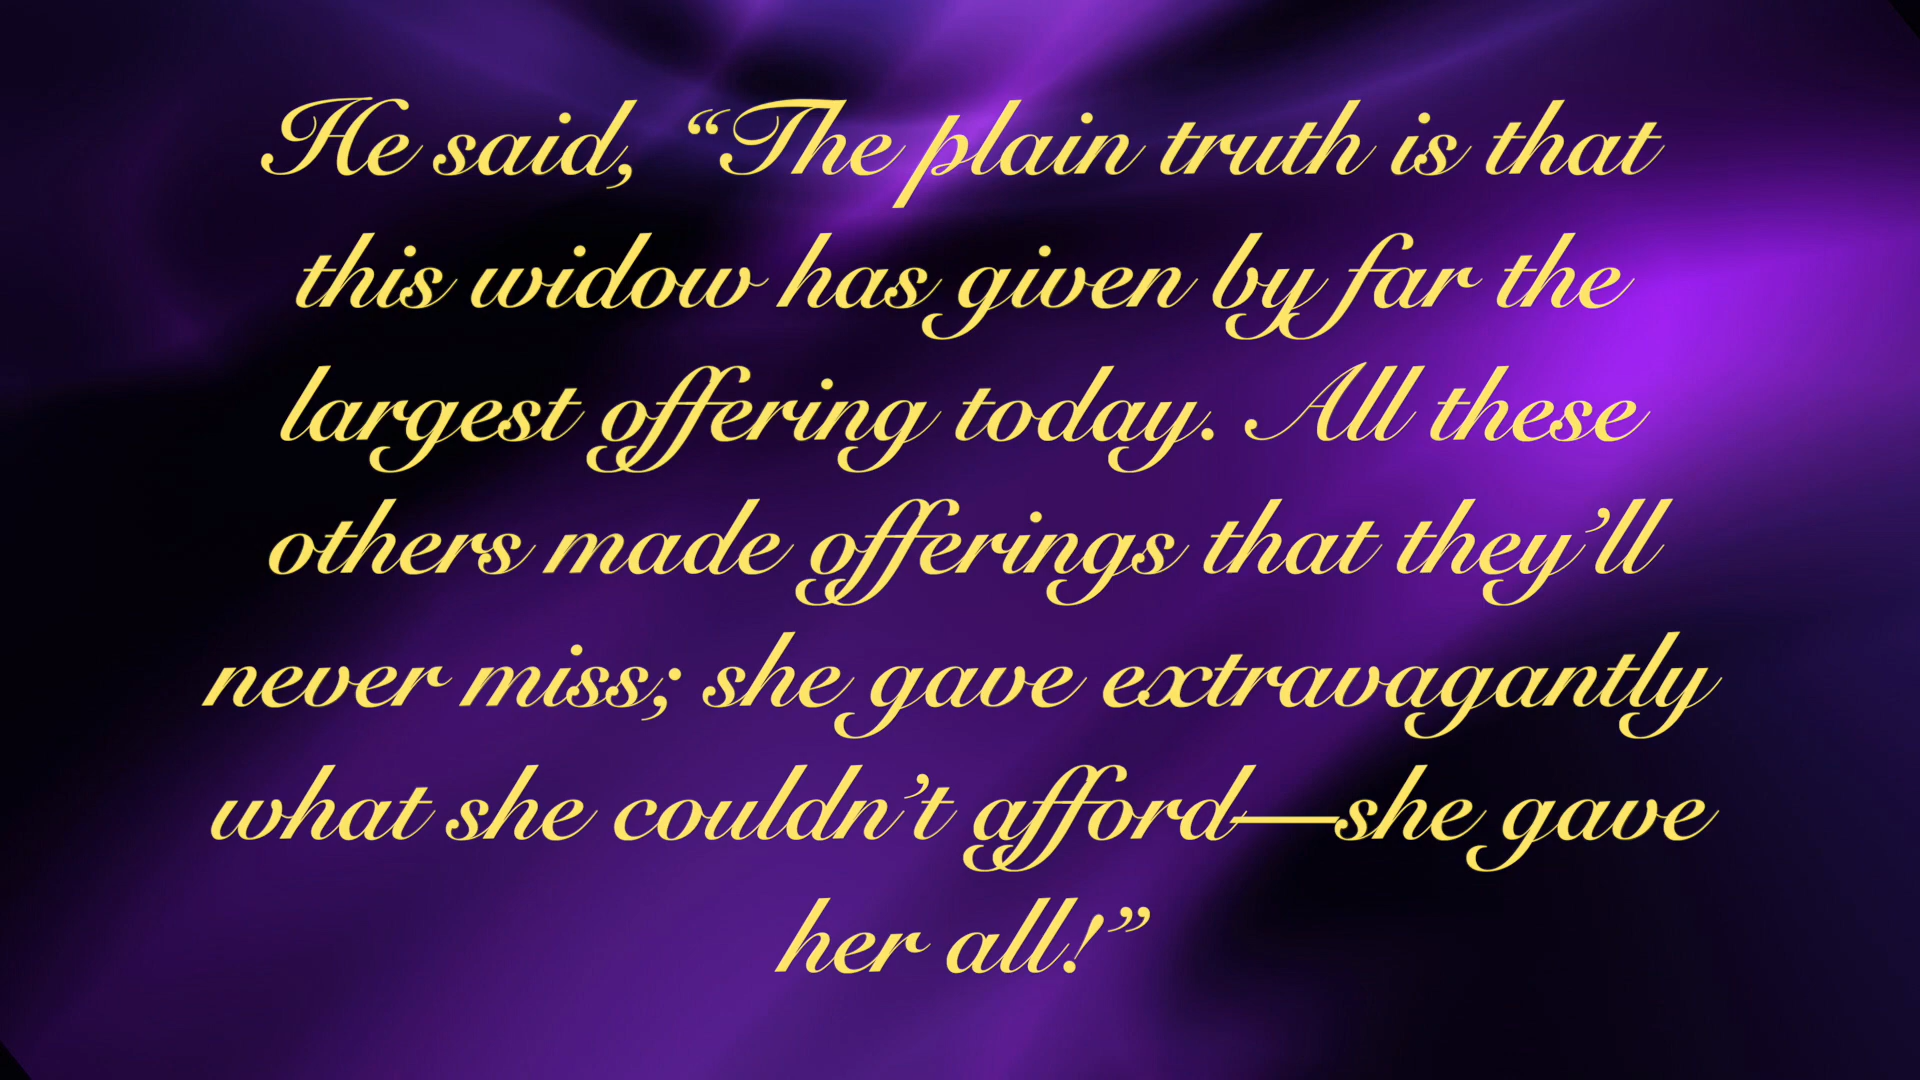 He said, “The plain truth is that
this widow has given by far the
largest offering today. All these
others made offerings that they’ll
never miss; she gave extravagantly
what she couldn’t afford—she gave
her all!”